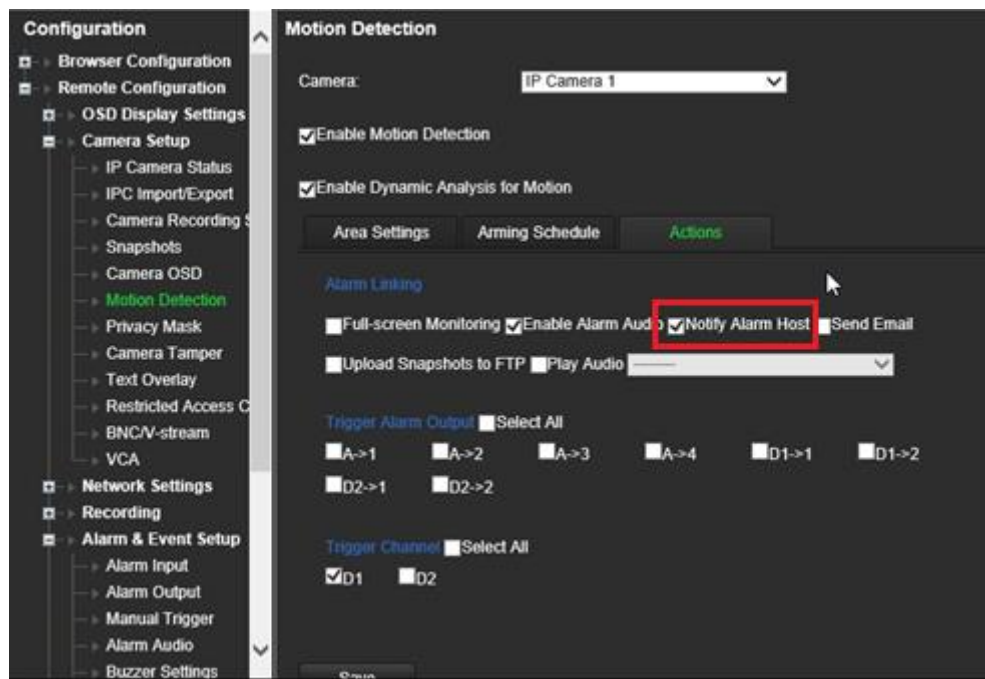 Configuration
Browser Configuration
Remote Configuration
OSD Display Settings
Camera Setup
IP Camera Status
IPC Import/Export
Camera Recording S
Snapshots
Camera OSD
Motion Detection
Privacy Mask
Camera Tamper
Text Overlay
Restricted Access C
BNC/V-stream
VCA
Network Settings
Recording
Alarm & Event Setup
Alarm Input
Alarm Output
Manual Trigger
Alarm Audio
Buzzer Settings
Motion Detection
Camera: IP Camera 1
Enable Motion Detection
Enable Dynamic Analysis for Motion
Area Settings Arming Schedule Actions
Alarm Linking
Full-screen Monitoring Enable Alarm Audio Notify Alarm Host Send Email
Upload Snapshots to FTP Play Audio --------
Trigger Alarm Output Select All
A->1 A->2 A->3 A->4 D1->1 D1->2
D2->1 D2->2
Trigger Channel Select All
D1 D2
Save